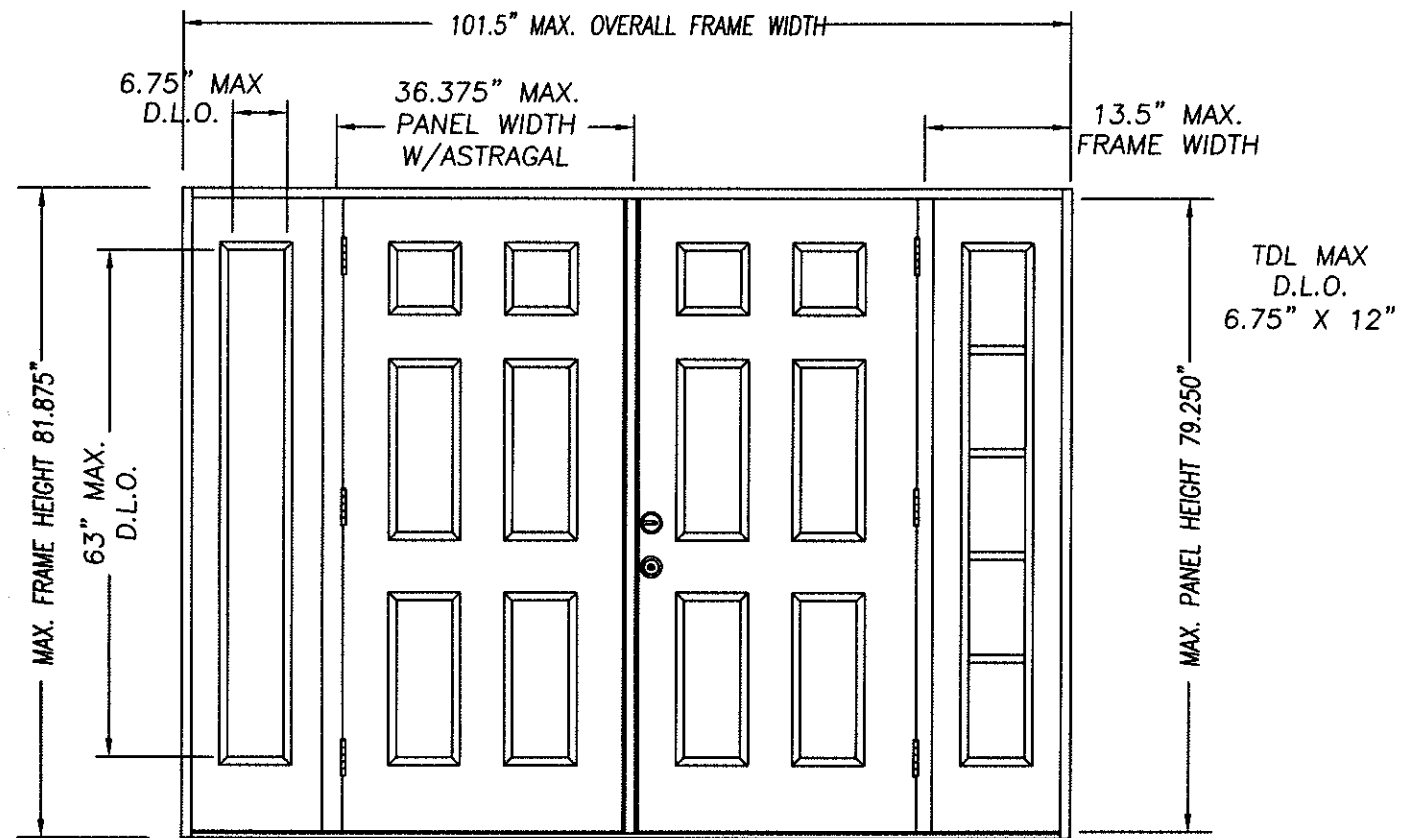 101.5" MAX. OVERALL FRAME WIDTH
6.75" MAX
D.L.O.
36.375" MAX.
PANEL WIDTH
W/ASTRAGAL
13.5" MAX.
FRAME WIDTH
MAX. FRAME HEIGHT 81.875"
63" MAX.
D.L.O.
TDL MAX
D.L.O.
6.75" X 12"
MAX. PANEL HEIGHT 79.250"